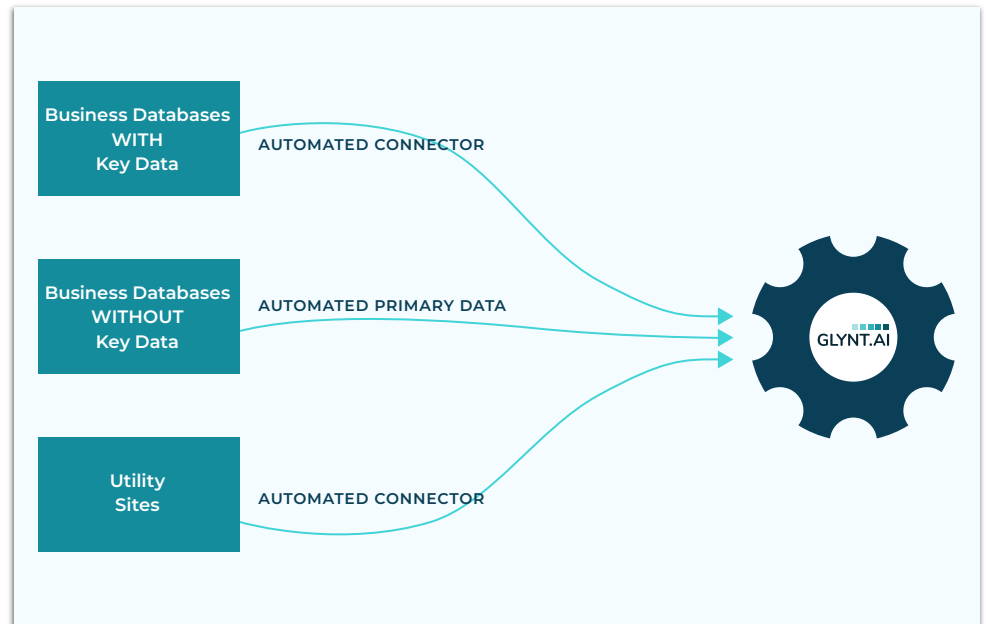 Business Databases
WITH
Key Data
AUTOMATED CONNECTOR
Business Databases
WITHOUT
Key Data
AUTOMATED PRIMARY DATA
GLYNT.AI
Utility
Sites
AUTOMATED CONNECTOR